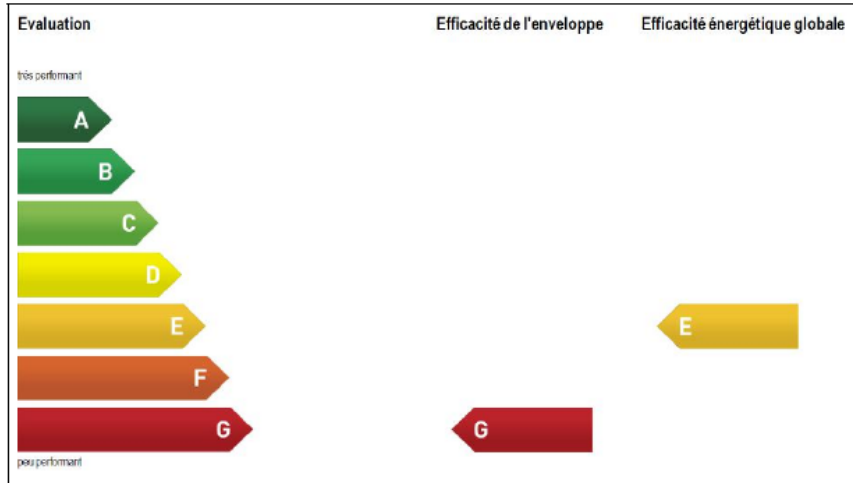 Evaluation Efficacité de l'enveloppe Efficacité énergétique globale
très performant
A
B
C
D
E E
F
G G
peu performant